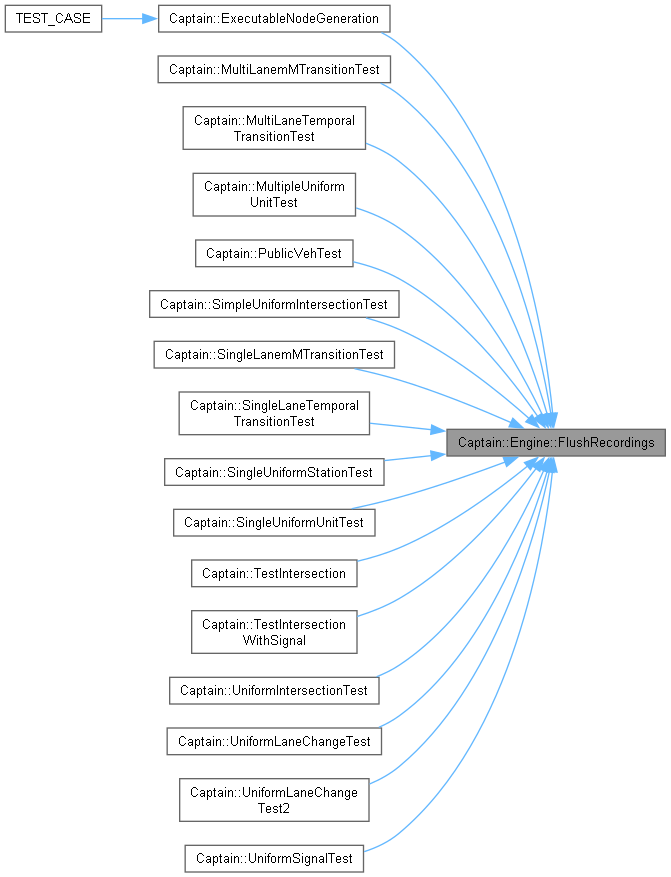 TEST_CASE
Captain::ExecutableNodeGeneration
Captain::MultiLanemMTransitionTest
Captain::MultiLaneTemporal
TransitionTest
Captain::MultipleUniform
UnitTest
Captain::PublicVehTest
Captain::SimpleUniformIntersectionTest
Captain::SingleLanemMTransitionTest
Captain::SingleLaneTemporal
TransitionTest
Captain::Engine::FlushRecordings
Captain::SingleUniformStationTest
Captain::SingleUniformUnitTest
Captain::TestIntersection
Captain::TestIntersection
WithSignal
Captain::UniformIntersectionTest
Captain::UniformLaneChangeTest
Captain::UniformLaneChange
Test2
Captain::UniformSignalTest